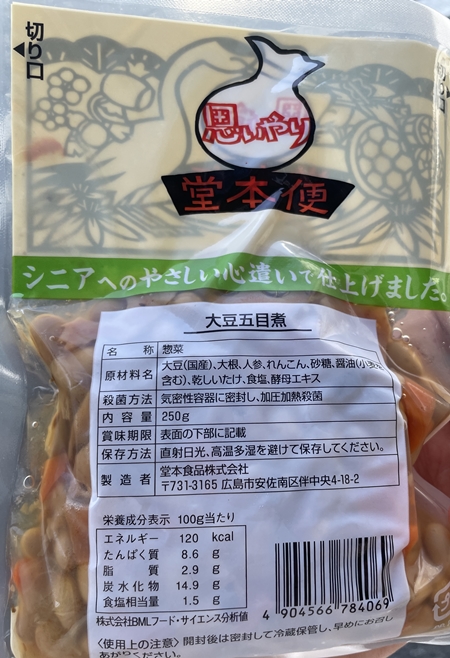 切り口
思いやり
堂本便
シニアへのやさしい心遣いで仕上げました。
大豆五目煮
名 称 惣菜
原材料名 大豆(国産)、大根、人参、れんこん、砂糖、醤油(小麦を
含む)、乾しいたけ、食塩、酵母エキス
殺菌方法 気密性容器に密封し、加圧加熱殺菌
内容量 250g
賞味期限 表面の下部に記載
保存方法 直射日光、高温多湿を避けて保存してください。
製造者 堂本食品株式会社
〒731-3165 広島市安佐南区伴中央4-18-2
栄養成分表示 100g当たり
エネルギー 120 kcal
たんぱく質 8.6 g
脂質 2.9 g
炭水化物 14.9 g
食塩相当量 1.5 g
株式会社BMLフード・サイエンス分析値
4 904566 784069
〈使用上の注意〉開封後は密封して冷蔵保管し、早めにお召し
あがりください。